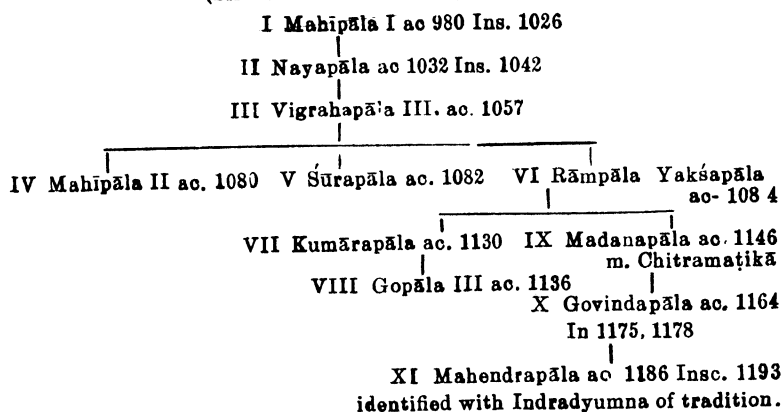 I Mahīpāla I ac 980 Ins. 1026
II Nayapāla ac 1032 Ins. 1042
III Vigrahapāla III. ac. 1057
IV Mahīpāla II ac. 1080 V Śūrapāla ac. 1082 VI Rāmpāla Yakśapāla
ac- 108 4
VII Kumārapāla ac. 1130 IX Madanapāla ac. 1146
m. Chitramaṭikā
VIII Gopāla III ac. 1136
X Govindapāla ac. 1164
In 1175, 1178
XI Mahendrapāla ac 1186 Insc. 1193
identified with Indradyumna of tradition.